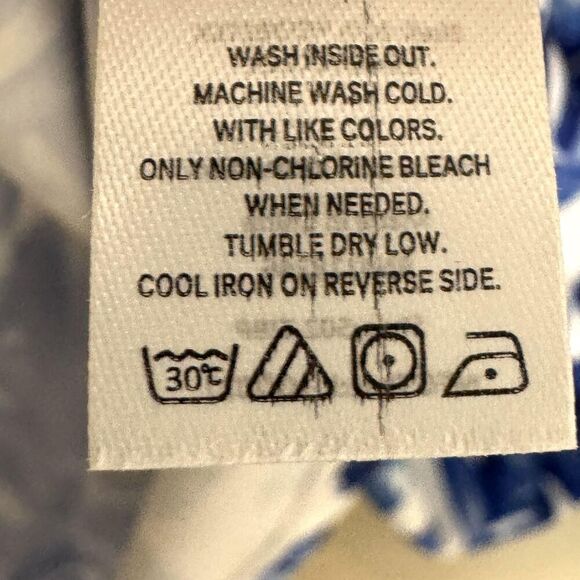 WASH INSIDE OUT.
MACHINE WASH COLD.
WITH LIKE COLORS.
ONLY NON-CHLORINE BLEACH
WHEN NEEDED.
TUMBLE DRY LOW.
COOL IRON ON REVERSE SIDE.
30℃